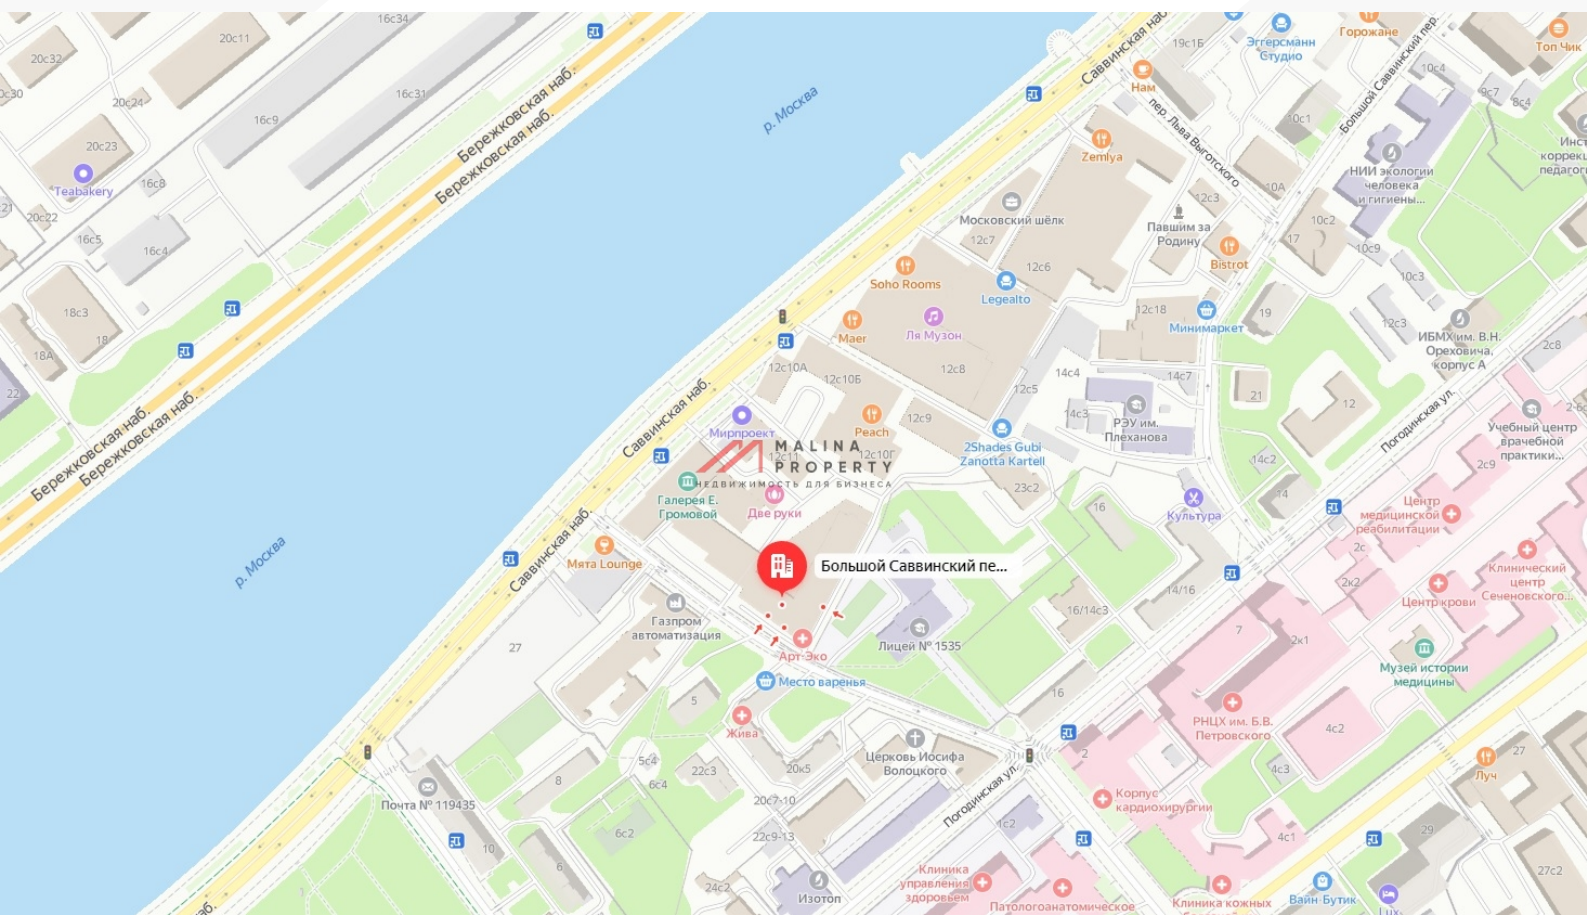 16с34
20с11
20с32
16с31
20с24
16с9
20с23
Teabakery
16с8
20с22
16с5
16с4
18с3
18
18А
22
Бережковская наб.
Бережковская наб.
Бережковская наб.
Бережковская наб.
р. Москва
р. Москва
Саввинская наб.
Саввинская наб.
Саввинская наб.
19с1Б
Эггерсманн
Студио
Горожане
Топ Чик
Нам
пер. Льва Выготского
Большой Саввинский пер.
10с4
9с7
8с4
10с1
Zemlya
НИИ экологии
человека
и гигиены...
10А
12с3
10с2
17
10с9
10с3
Московский шёлк
12с7
12с6
Павшим за
Родину
Bistrot
Soho Rooms
Legealto
Ля Музон
Maer
12с18
Минимаркет
19
12с3
ИБМХ им. В.Н.
Ореховича,
корпус А
2с8
12с10А
12с10Б
12с8
12с5
14с4
14с7
14с3
РЭУ им.
Плеханова
21
12
Погодинская ул.
Учебный центр
врачебной
практики...
Мирпроект
Peach
12с9
12с11
12с10Г
MALINA
PROPERTY
НЕДВИЖИМОСТЬ ДЛЯ БИЗНЕСА
2Shades Gubi
Zanotta Kartell
23с2
14с2
14
2с9
Галерея Е.
Громовой
Две руки
16
Культура
Центр
медицинской
реабилитации
2с
Мята Lounge
Большой Саввинский пе...
Клинический
центр
Сеченовского...
2к2
Центр крови
14/16
16/14с3
Газпром
автоматизация
Арт-Эко
Лицей № 1535
27
7
2к1
Музей истории
медицины
Место варенья
5
16
РНЦХ им. Б.В.
Петровского
4с2
Жива
Церковь Иосифа
Волоцкого
2
4с3
27
Луч
5с4
22с3
20к5
6с4
8
Погодинская ул.
Почта № 119435
20с7-10
Корпус
кардиохирургии
6с2
22с9-13
1с2
4с1
29
10
6
24с2
Изотоп
Клиника
управления
здоровьем
Патологоанатомическое
Клиника кожных
Вайн Бутик
Lux
27с2